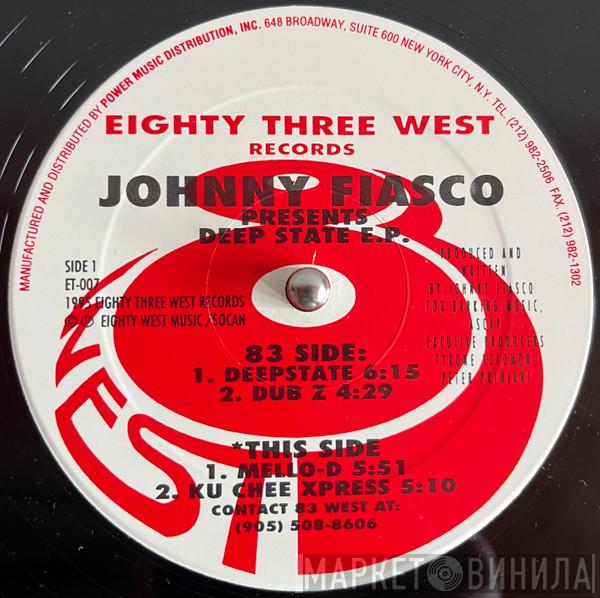 MANUFACTURED AND DISTRIBUTED BY POWER MUSIC DISTRIBUTION, INC. 648 BROADWAY, SUITE 600 NEW YORK CITY, N.Y. TEL. (212) 982-2506 FAX. (212) 982-1302
EIGHTY THREE WEST
RECORDS
JOHNNY FIASCO
PRESENTS
DEEP STATE E.P.
SIDE 1
ET-007
1995 EIGHTY THREE WEST RECORDS
© ℗ EIGHTY WEST MUSIC /SOCAN
PRODUCED AND
WRITTEN
BY JOHNNY FIASCO
FOR BARKING MUSIC,
ASCAP
EXCUTIVE PRODUCERS
TYRONE SOLOMON,
PETER
83 SIDE:
1. DEEPSTATE 6:15
2. DUB Z 4:29
*THIS SIDE
1. MELLO-D 5:51
2. KU CHEE XPRESS 5:10
CONTACT 83 WEST AT:
(905) 508-8606
WEST
МАРКЕТ ВИНИЛА